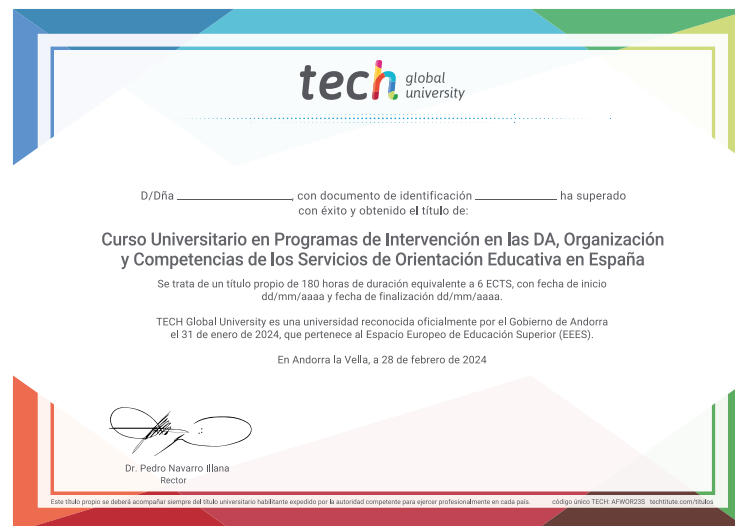 tech global
university
D/Dña ______________, con documento de identificación __________ ha superado
con éxito y obtenido el título de:
Curso Universitario en Programas de Intervención en las DA, Organización
y Competencias de los Servicios de Orientación Educativa en España
Se trata de un título propio de 180 horas de duración equivalente a 6 ECTS, con fecha de inicio
dd/mm/aaaa y fecha de finalización dd/mm/aaaa.
TECH Global University es una universidad reconocida oficialmente por el Gobierno de Andorra
el 31 de enero de 2024, que pertenece al Espacio Europeo de Educación Superior (EEES).
En Andorra la Vella, a 28 de febrero de 2024
Dr. Pedro Navarro Illana
Rector
Este título propio se deberá acompañar siempre del título universitario habilitante expedido por la autoridad competente para ejercer profesionalmente en cada país. código único TECH: AFWOR23S techtitute.com/titulos